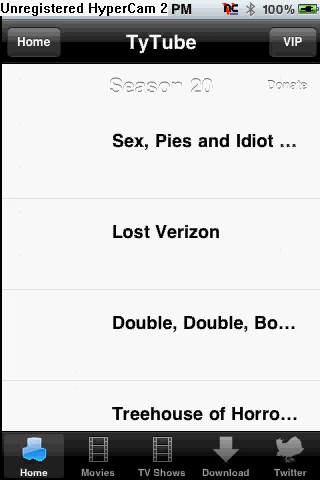 Unregistered HyperCam 2 PM 100%
Home TyTube VIP
Season 20 Donate
Sex, Pies and Idiot ...
Lost Verizon
Double, Double, Bo...
Treehouse of Horro...
Home Movies TV Shows Download Twitter